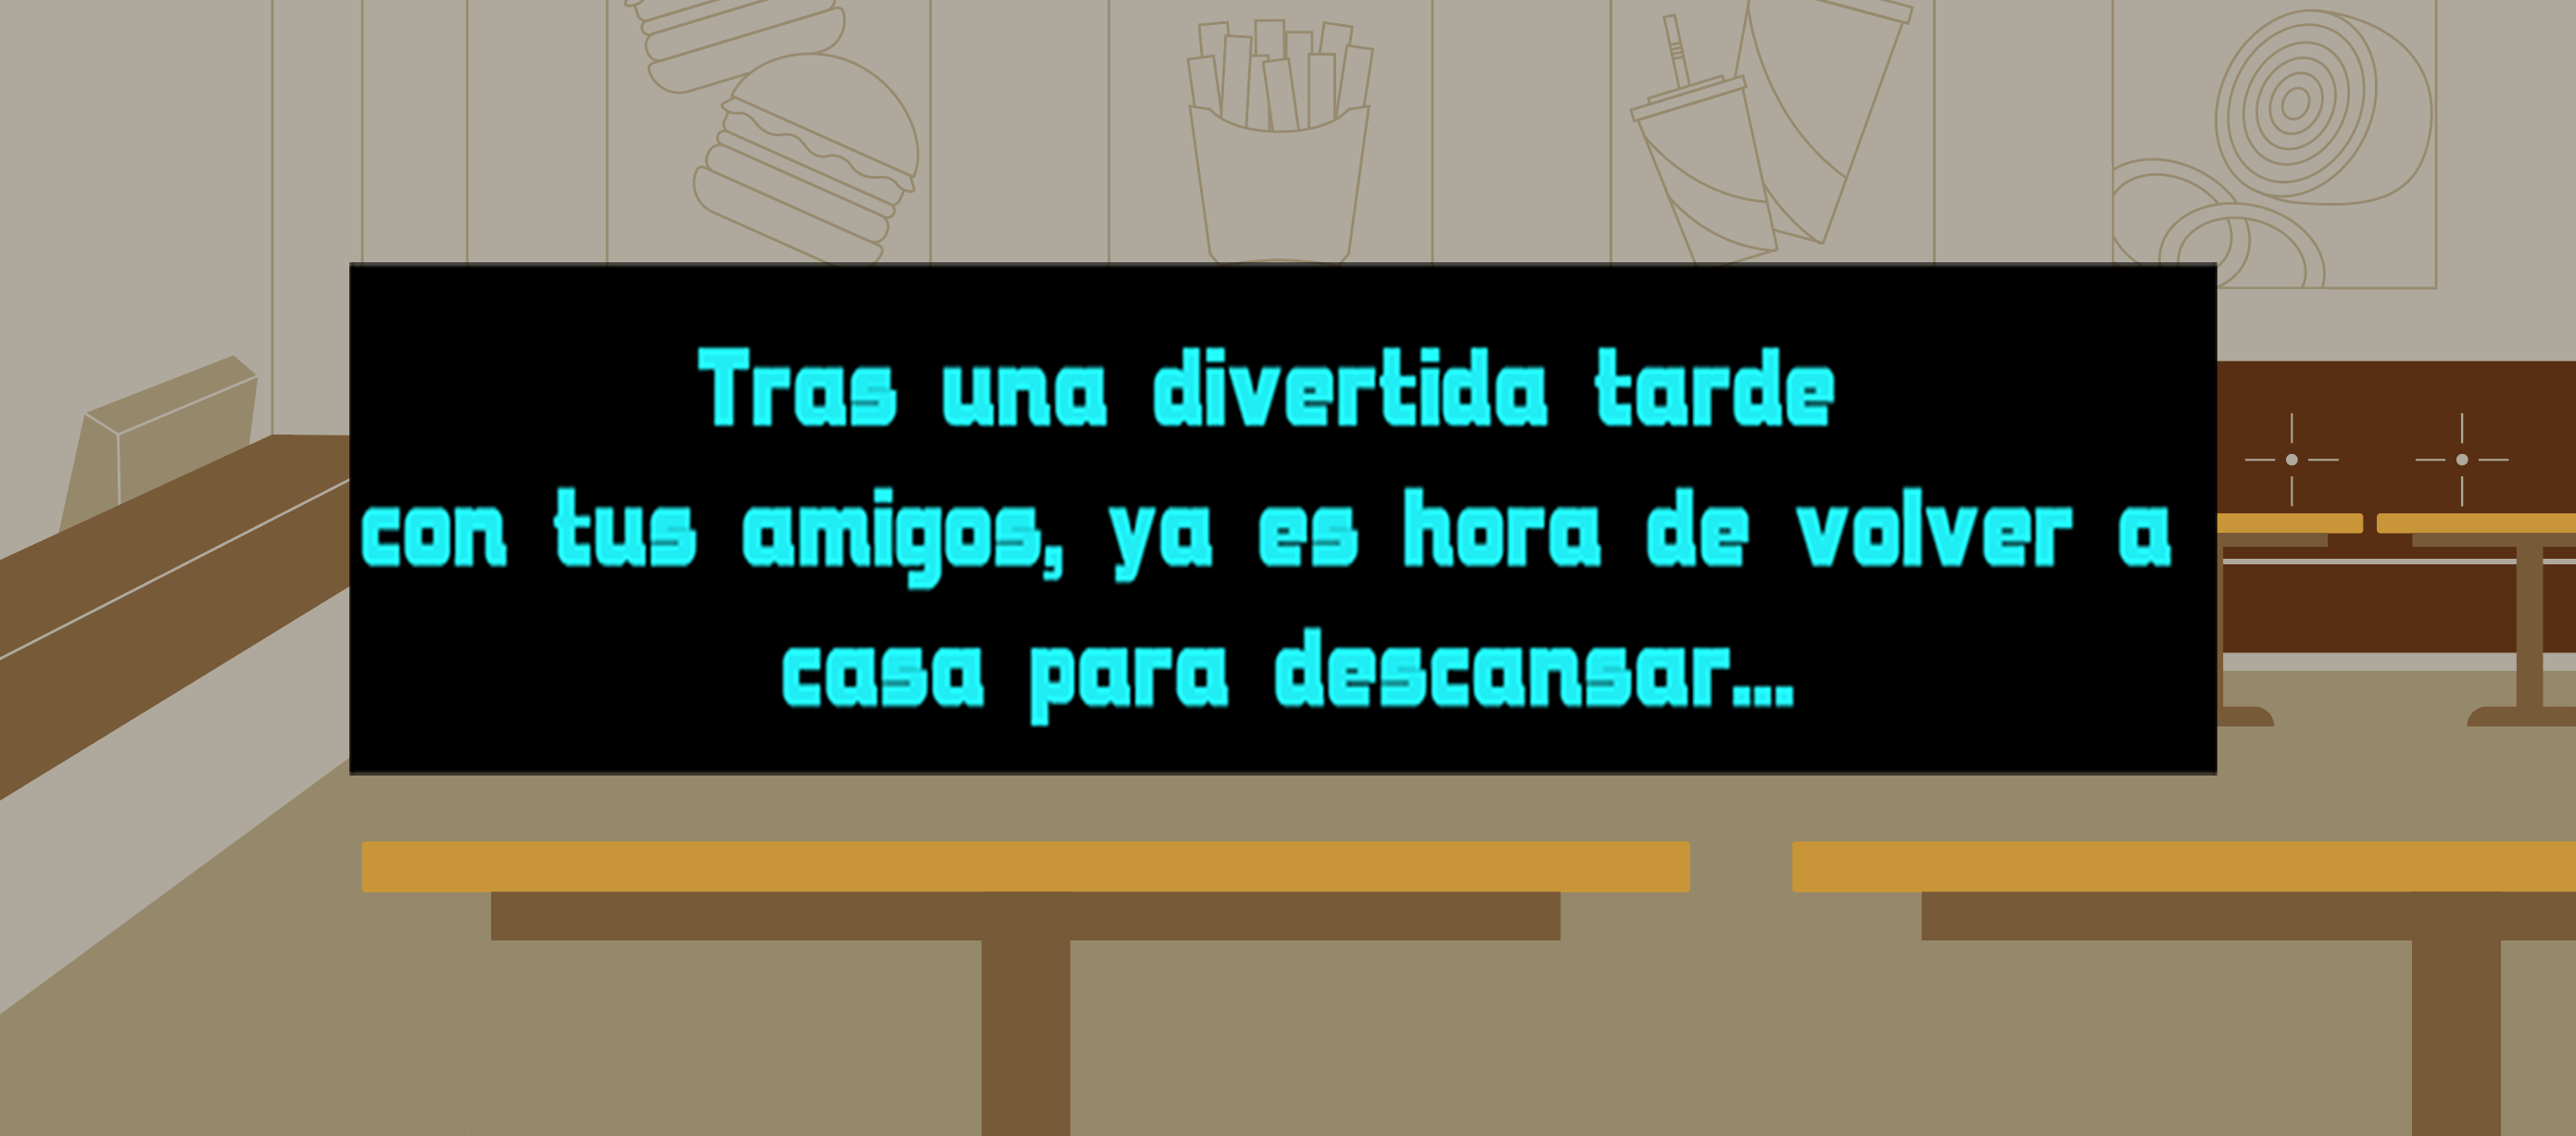 Tras una divertida tarde
con tus amigos, ya es hora de volver a
casa para descansar...